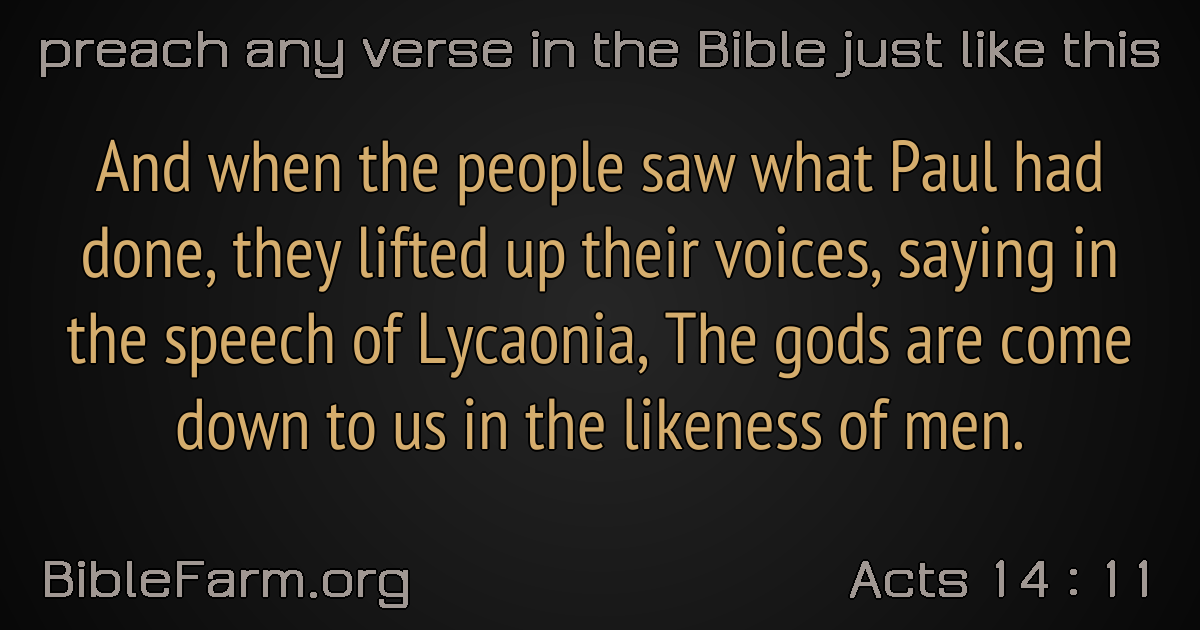 preach any verse in the Bible just like this
And when the people saw what Paul had
done, they lifted up their voices, saying in
the speech of Lycaonia, The gods are come
down to us in the likeness of men.
BibleFarm.org
Acts 14 : 11